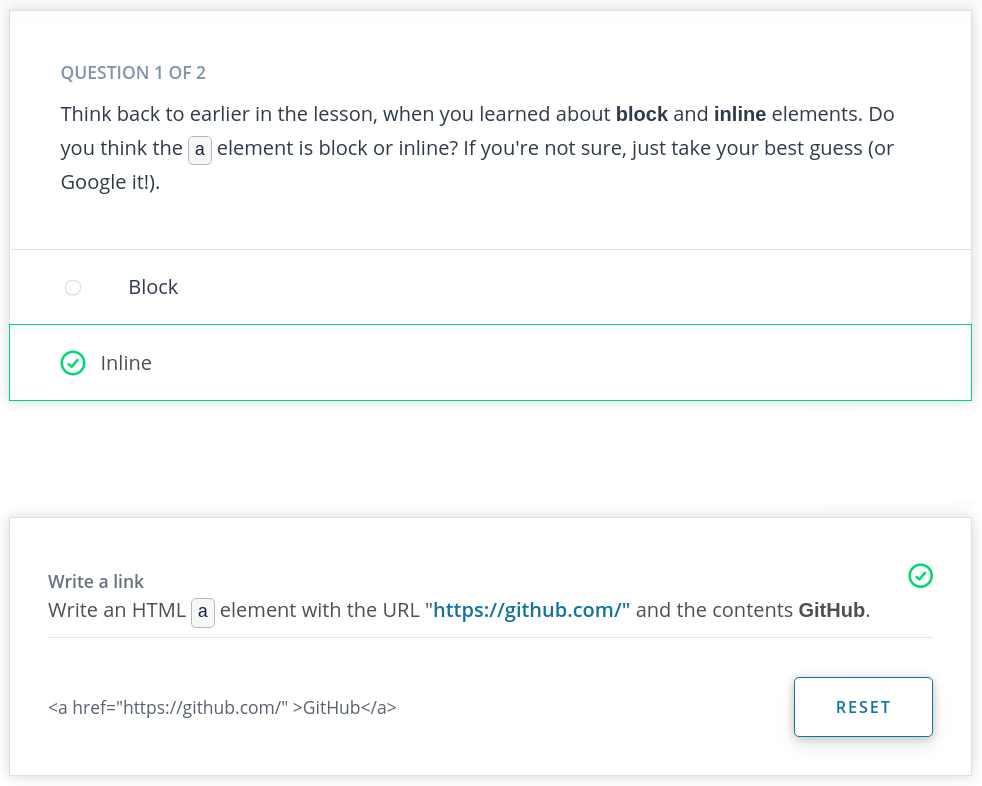 QUESTION 1 OF 2
Think back to earlier in the lesson, when you learned about block and inline elements. Do
you think the a element is block or inline? If you're not sure, just take your best guess (or
Google it!).
Block
Inline
Write a link
Write an HTML a element with the URL "https://github.com/" and the contents GitHub.
<a href="https://github.com/" >GitHub</a>
RESET